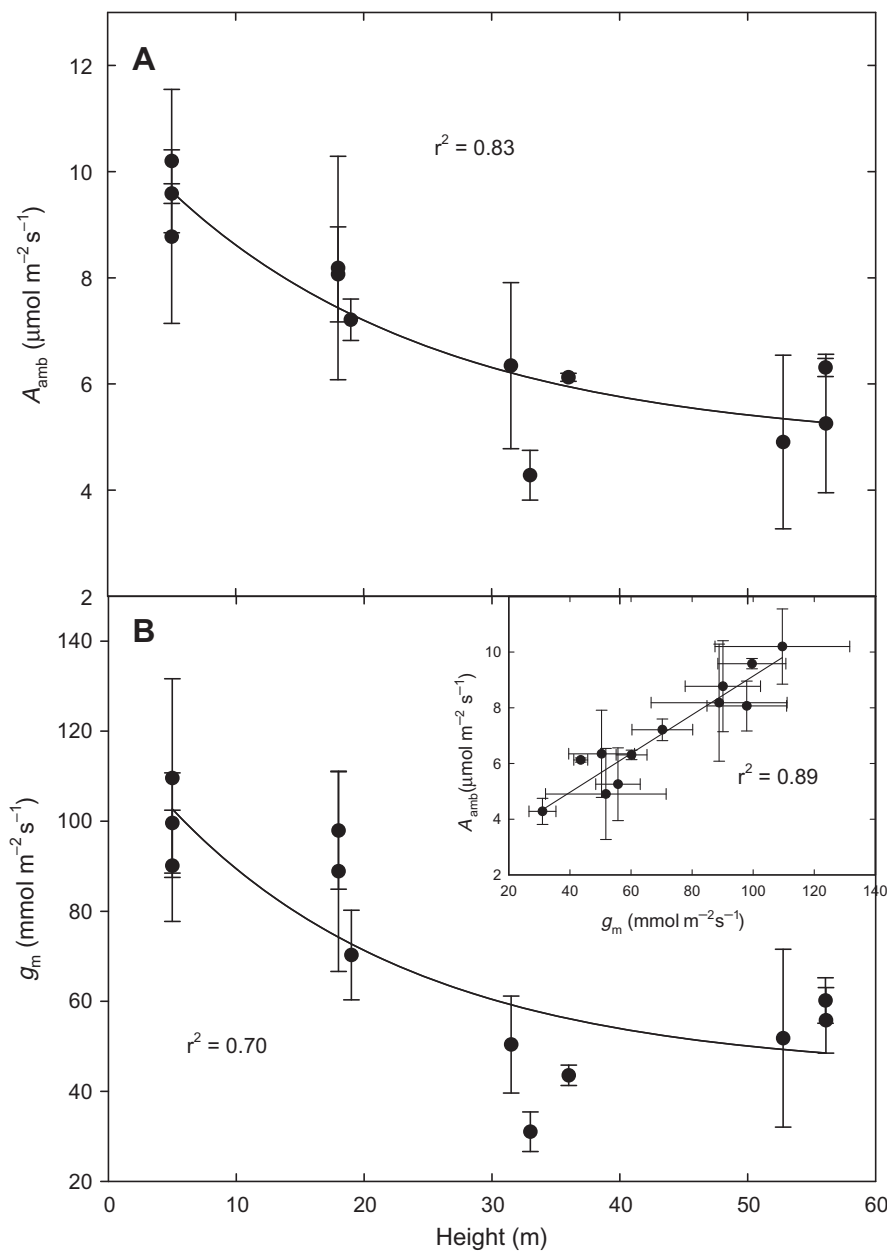 A
12
10
8
6
4
2
A_amb (μmol m⁻² s⁻¹)
r² = 0.83
B
140
120
100
80
60
40
20
g_m (mmol m⁻² s⁻¹)
r² = 0.70
10
8
6
4
2
A_amb(μmol m⁻² s⁻¹)
r² = 0.89
20 40 60 80 100 120 140
g_m (mmol m⁻²s⁻¹)
0 10 20 30 40 50 60
Height (m)